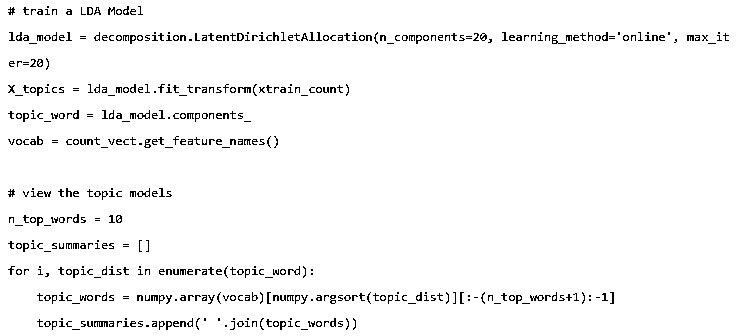 # train a LDA Model
lda_model = decomposition.LatentDirichletAllocation(n_components=20, learning_method='online', max_it
er=20)
X_topics = lda_model.fit_transform(xtrain_count)
topic_word = lda_model.components_
vocab = count_vect.get_feature_names()

# view the topic models
n_top_words = 10
topic_summaries = []
for i, topic_dist in enumerate(topic_word):
    topic_words = numpy.array(vocab)[numpy.argsort(topic_dist)][:-(n_top_words+1):-1]
    topic_summaries.append(' '.join(topic_words))